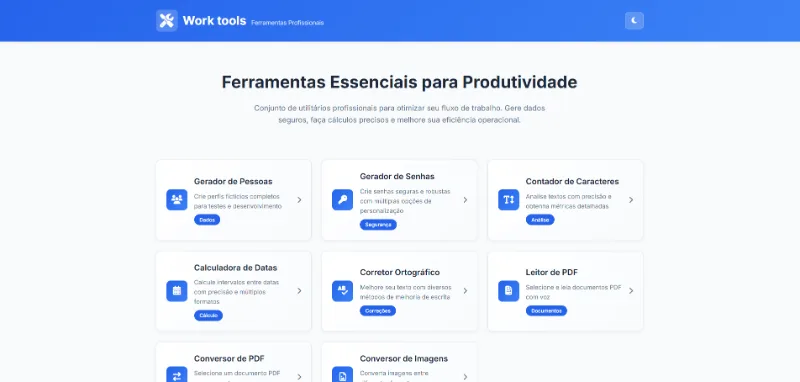 Work tools Ferramentas Profissionais
Ferramentas Essenciais para Produtividade
Conjunto de utilitários profissionais para otimizar seu fluxo de trabalho. Gere dados
seguros, faça cálculos precisos e melhore sua eficiência operacional.
Gerador de Pessoas
Crie perfis fictícios completos
para testes e desenvolvimento
Dados
Gerador de Senhas
Crie senhas seguras e robustas
com múltiplas opções de
personalização
Segurança
Contador de Caracteres
Analise textos com precisão e
obtenha métricas detalhadas
Análise
Calculadora de Datas
Calcule intervalos entre datas
com precisão e múltiplos
formatos
Cálculo
Corretor Ortográfico
Melhore seu texto com diversos
métodos de melhoria de escrita
Correções
Leitor de PDF
Selecione e leia documentos PDF
com voz
Documentos
Conversor de PDF
Selecione um documento PDF
Conversor de Imagens
Converta imagens entre